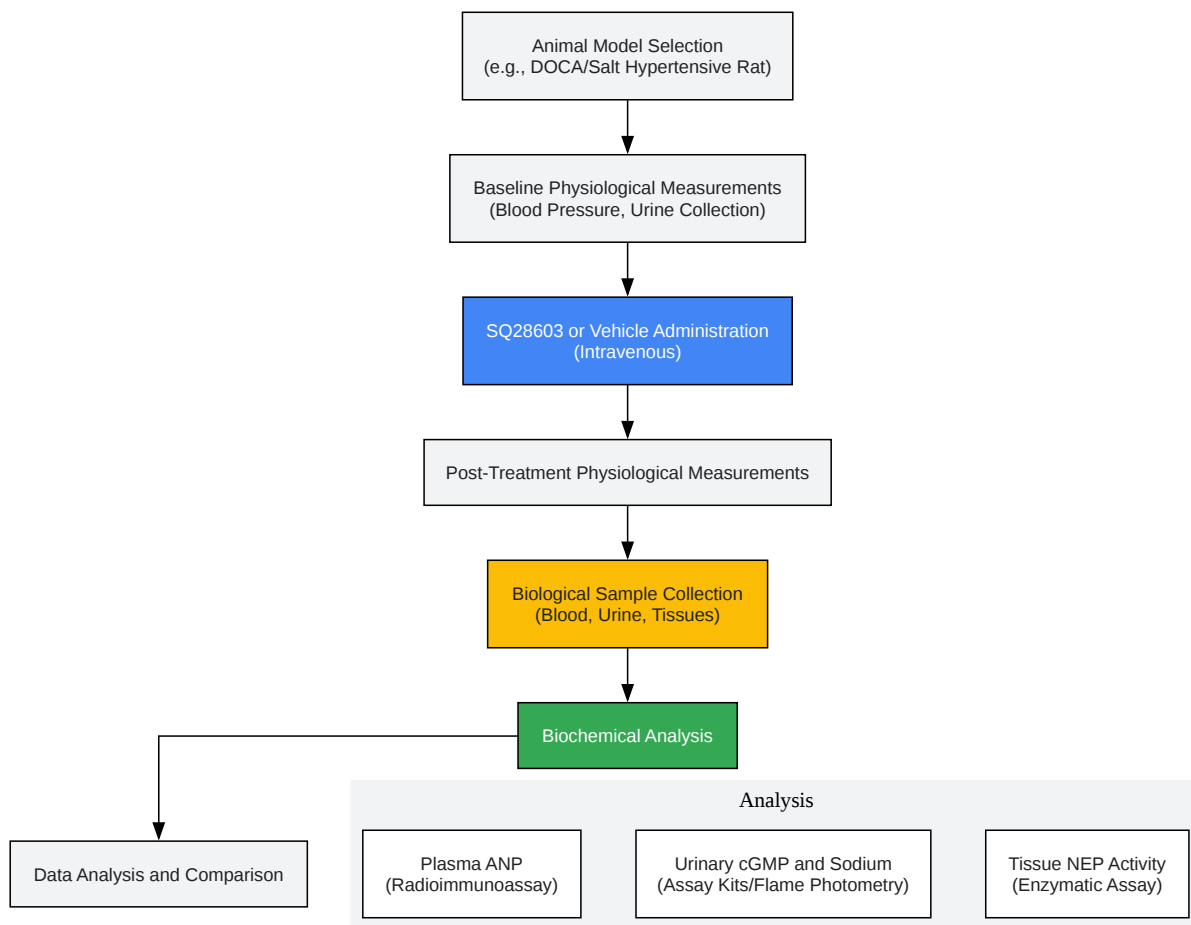 Animal Model Selection
(e.g., DOCA/Salt Hypertensive Rat)
Baseline Physiological Measurements
(Blood Pressure, Urine Collection)
SQ28603 or Vehicle Administration
(Intravenous)
Post-Treatment Physiological Measurements
Biological Sample Collection
(Blood, Urine, Tissues)
Biochemical Analysis
Data Analysis and Comparison
Analysis
Plasma ANP
(Radioimmunoassay)
Urinary cGMP and Sodium
(Assay Kits/Flame Photometry)
Tissue NEP Activity
(Enzymatic Assay)